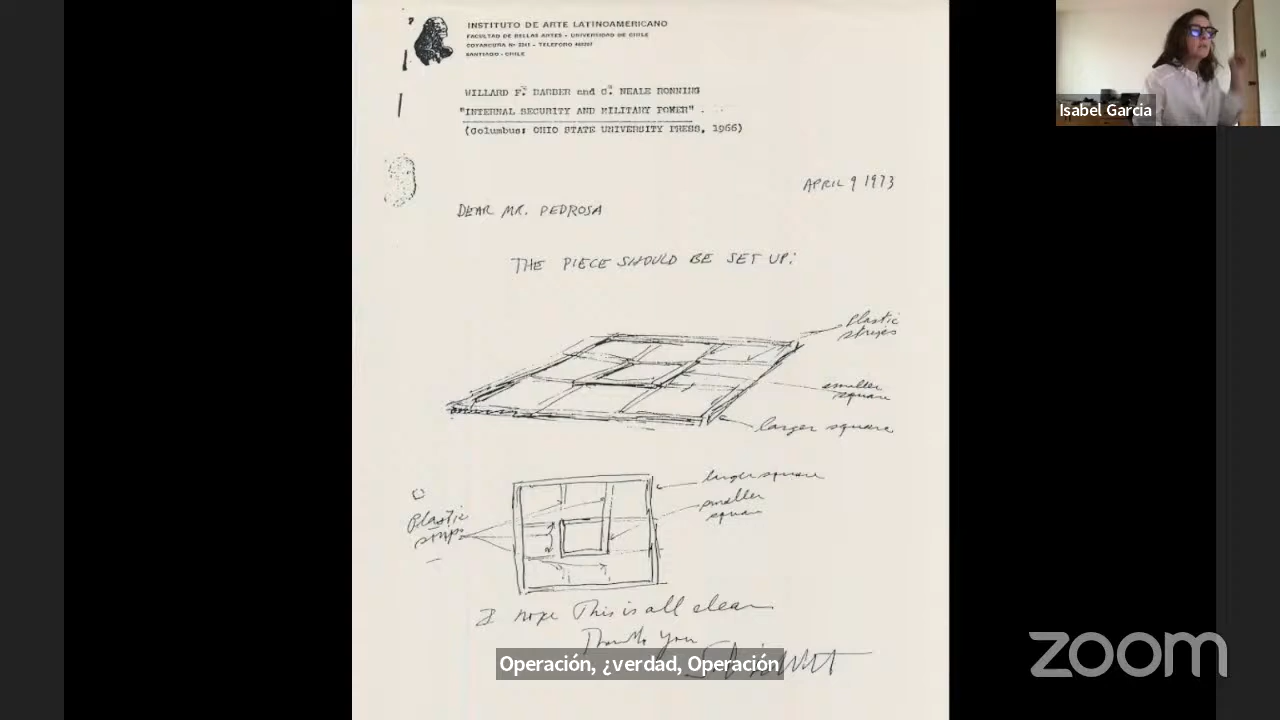 INSTITUTO DE ARTE LATINOAMERICANO
FACULTAD DE BELLAS ARTES - UNIVERSIDAD DE CHILE
SANTIAGO - CHILE
WILLARD F. BARBER and C. NEALE RONNING
"INTERNAL SECURITY AND MILITARY POWER" .
(Columbus: OHIO STATE UNIVERSITY PRESS, 1966)
APRIL 9 1973
DEAR MR. PEDROSA
THE PIECE SHOULD BE SET UP:
Plastic
strips
smaller
square
larger square
larger square
smaller
square
Plastic
strips
I hope this is all clear
Thank you
Operación, ¿verdad, Operación
Isabel Garcia
zoom